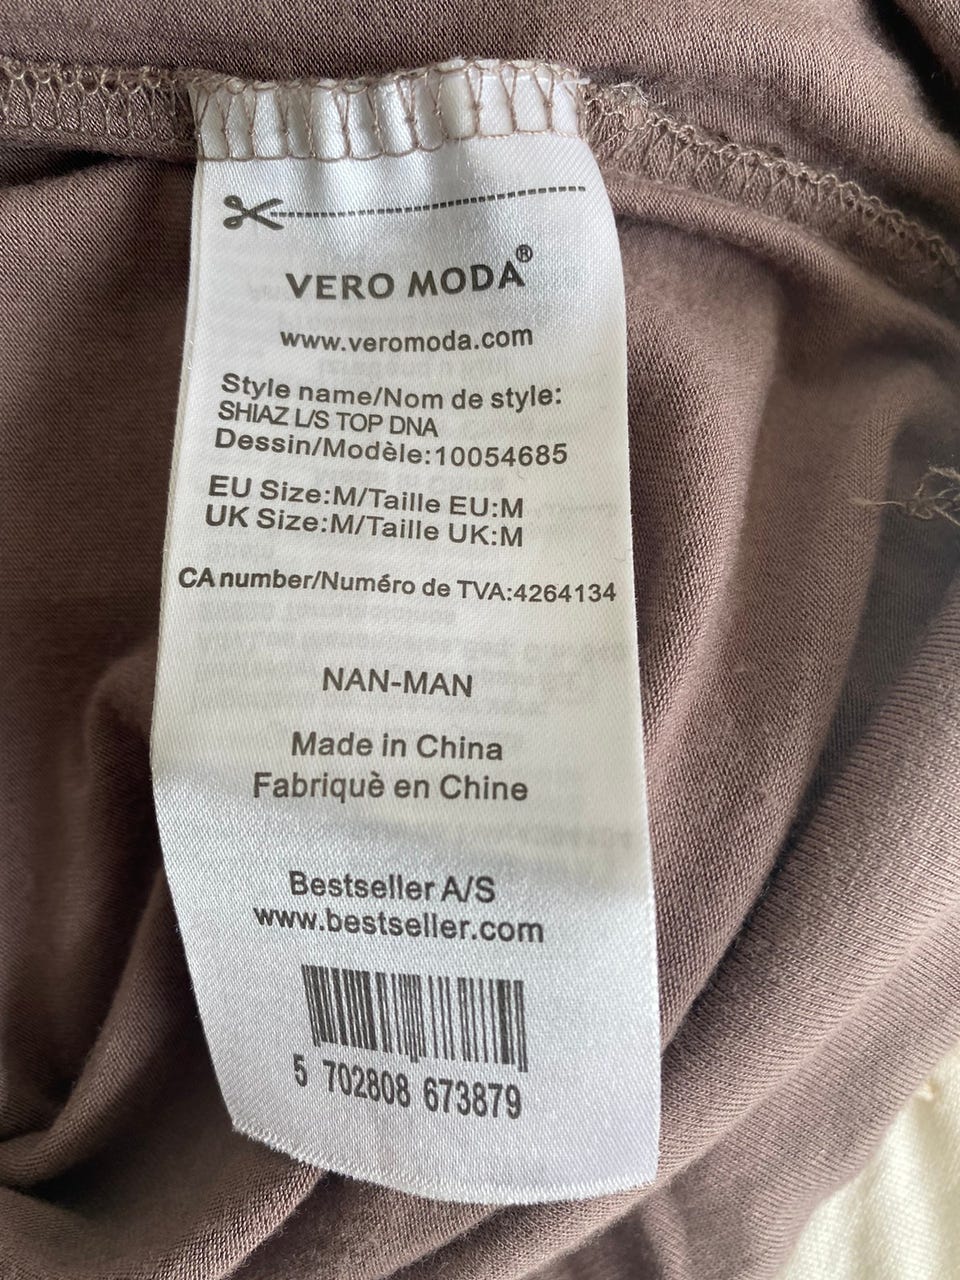 VERO MODA®
www.veromoda.com
Style name/Nom de style:
SHIAZ L/S TOP DNA
Dessin/Modèle:10054685
EU Size:M/Taille EU:M
UK Size:M/Taille UK:M
CA number/Numéro de TVA:4264134
NAN-MAN
Made in China
Fabriquè en Chine
Bestseller A/S
www.bestseller.com
5 702808 673879